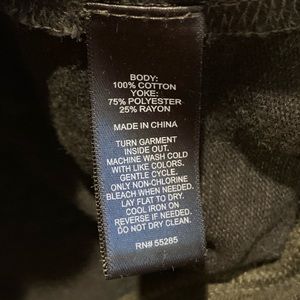 BODY:
100% COTTON
YOKE:
75% POLYESTER
25% RAYON
MADE IN CHINA
TURN GARMENT
INSIDE OUT.
MACHINE WASH COLD
WITH LIKE COLORS.
GENTLE CYCLE.
ONLY NON-CHLORINE
BLEACH WHEN NEEDED.
LAY FLAT TO DRY.
COOL IRON ON
REVERSE IF NEEDED.
DO NOT DRY CLEAN.
RN# 55285